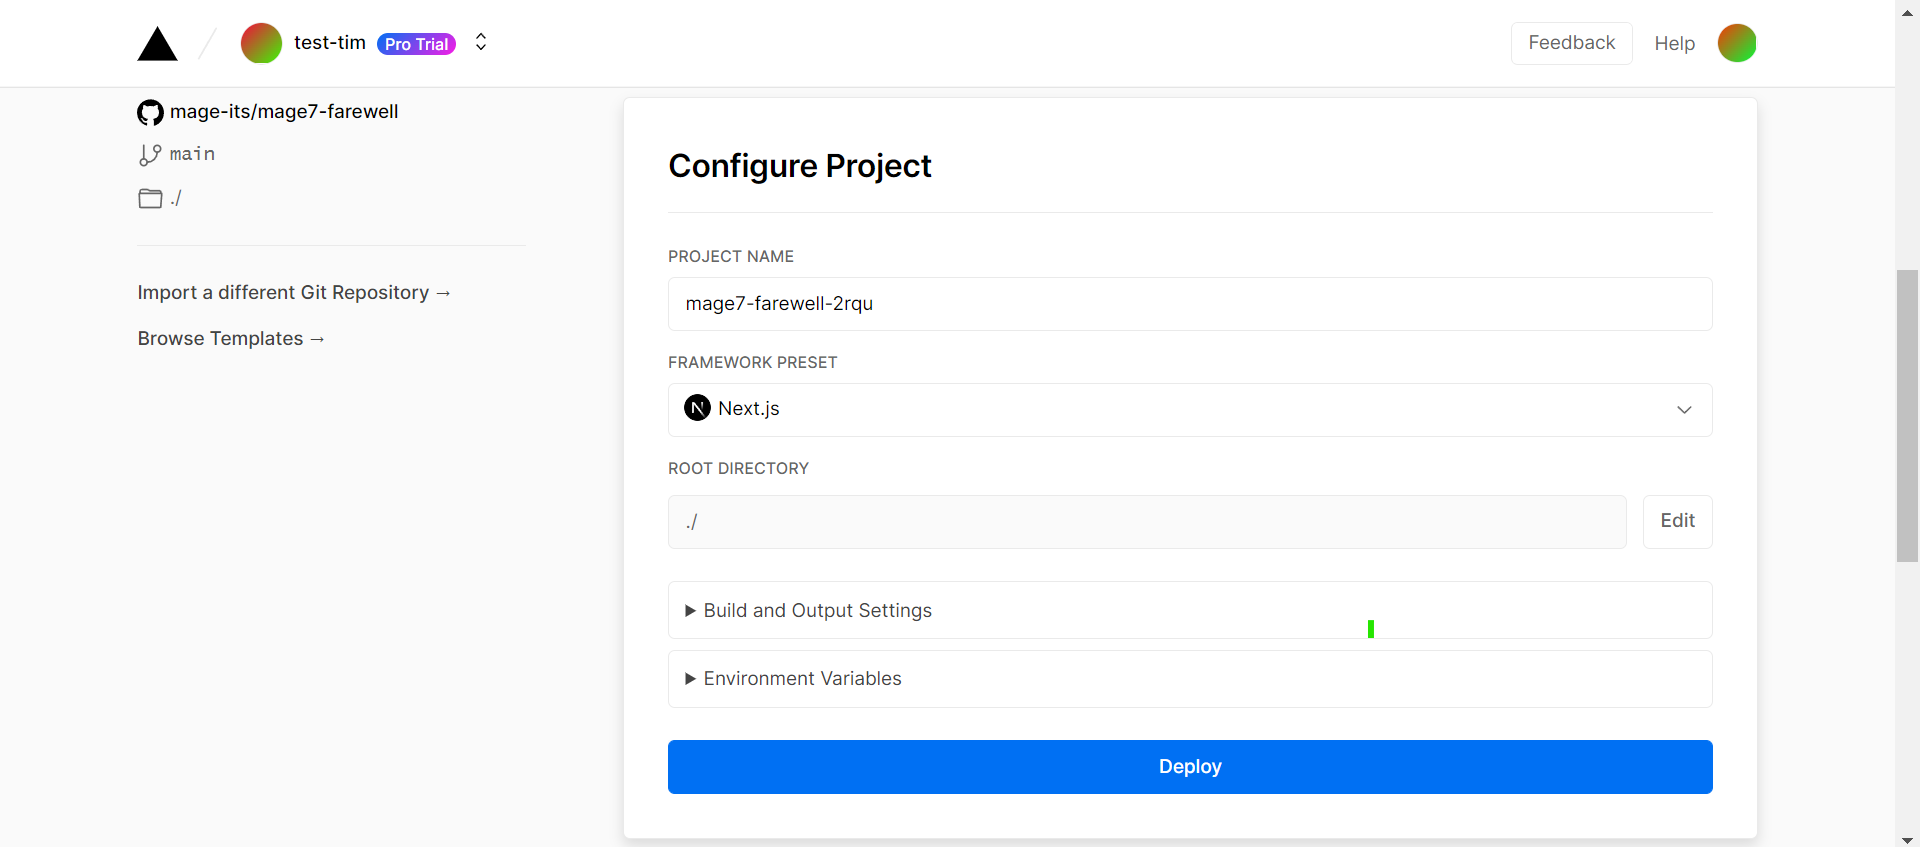 test-tim Pro Trial
Feedback Help
mage-its/mage7-farewell
main
./
Import a different Git Repository →
Browse Templates →
Configure Project
PROJECT NAME
mage7-farewell-2rqu
FRAMEWORK PRESET
N Next.js
ROOT DIRECTORY
./
Edit
Build and Output Settings
Environment Variables
Deploy